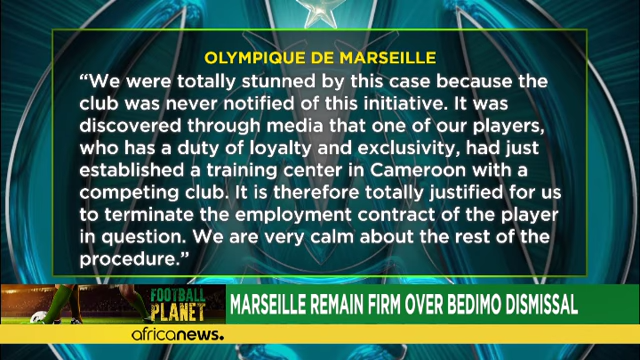 OLYMPIQUE DE MARSEILLE
“We were totally stunned by this case because the
club was never notified of this initiative. It was
discovered through media that one of our players,
who has a duty of loyalty and exclusivity, had just
established a training center in Cameroon with a
competing club. It is therefore totally justified for us
to terminate the employment contract of the player
in question. We are very calm about the rest of the
procedure.”
FOOTBALL
PLANET
MARSEILLE REMAIN FIRM OVER BEDIMO DISMISSAL
africanews.